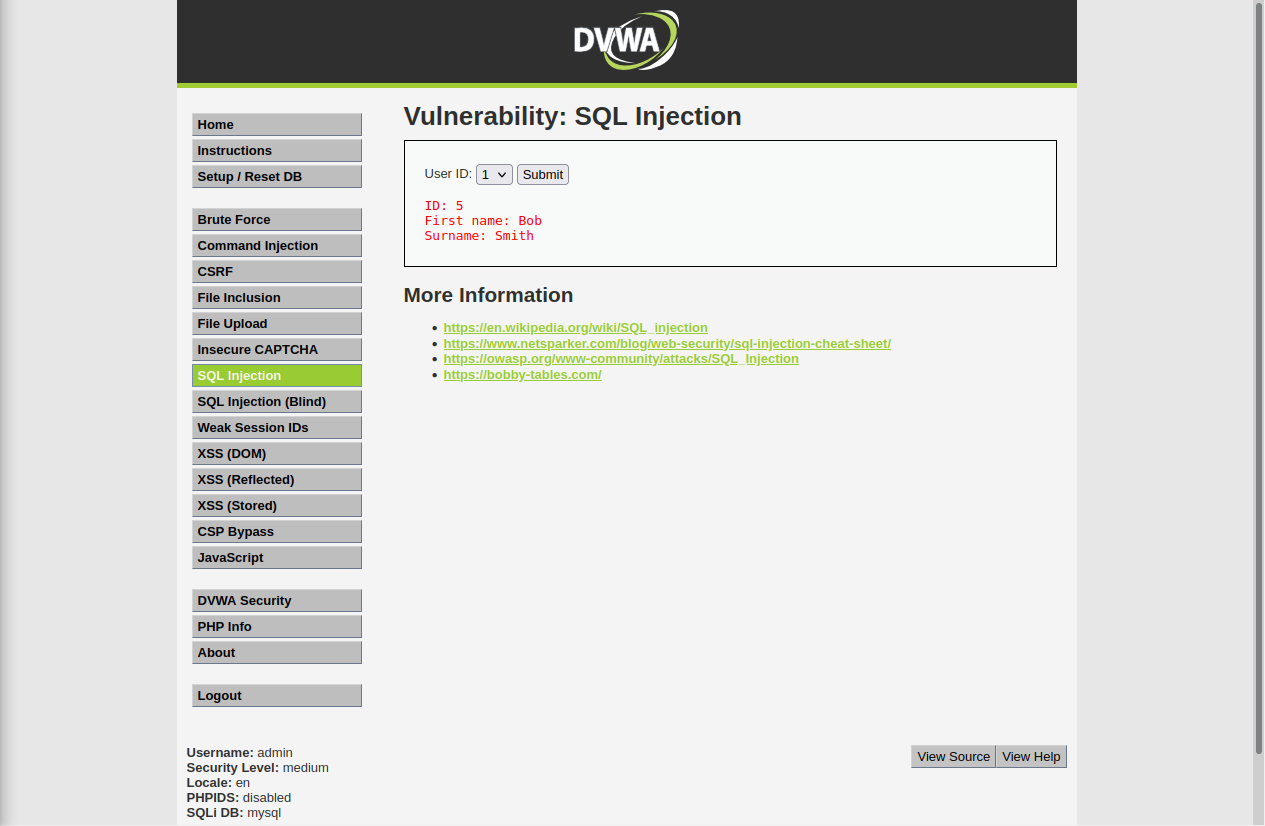 DVWA
Vulnerability: SQL Injection
Home
Instructions
Setup / Reset DB
Brute Force
Command Injection
CSRF
File Inclusion
File Upload
Insecure CAPTCHA
SQL Injection
SQL Injection (Blind)
Weak Session IDs
XSS (DOM)
XSS (Reflected)
XSS (Stored)
CSP Bypass
JavaScript
DVWA Security
PHP Info
About
Logout
User ID: 1 Submit
ID: 5
First name: Bob
Surname: Smith
More Information
• https://en.wikipedia.org/wiki/SQL_injection
• https://www.netsparker.com/blog/web-security/sql-injection-cheat-sheet/
• https://owasp.org/www-community/attacks/SQL_Injection
• https://bobby-tables.com/
Username: admin
Security Level: medium
Locale: en
PHPIDS: disabled
SQLi DB: mysql
View Source View Help